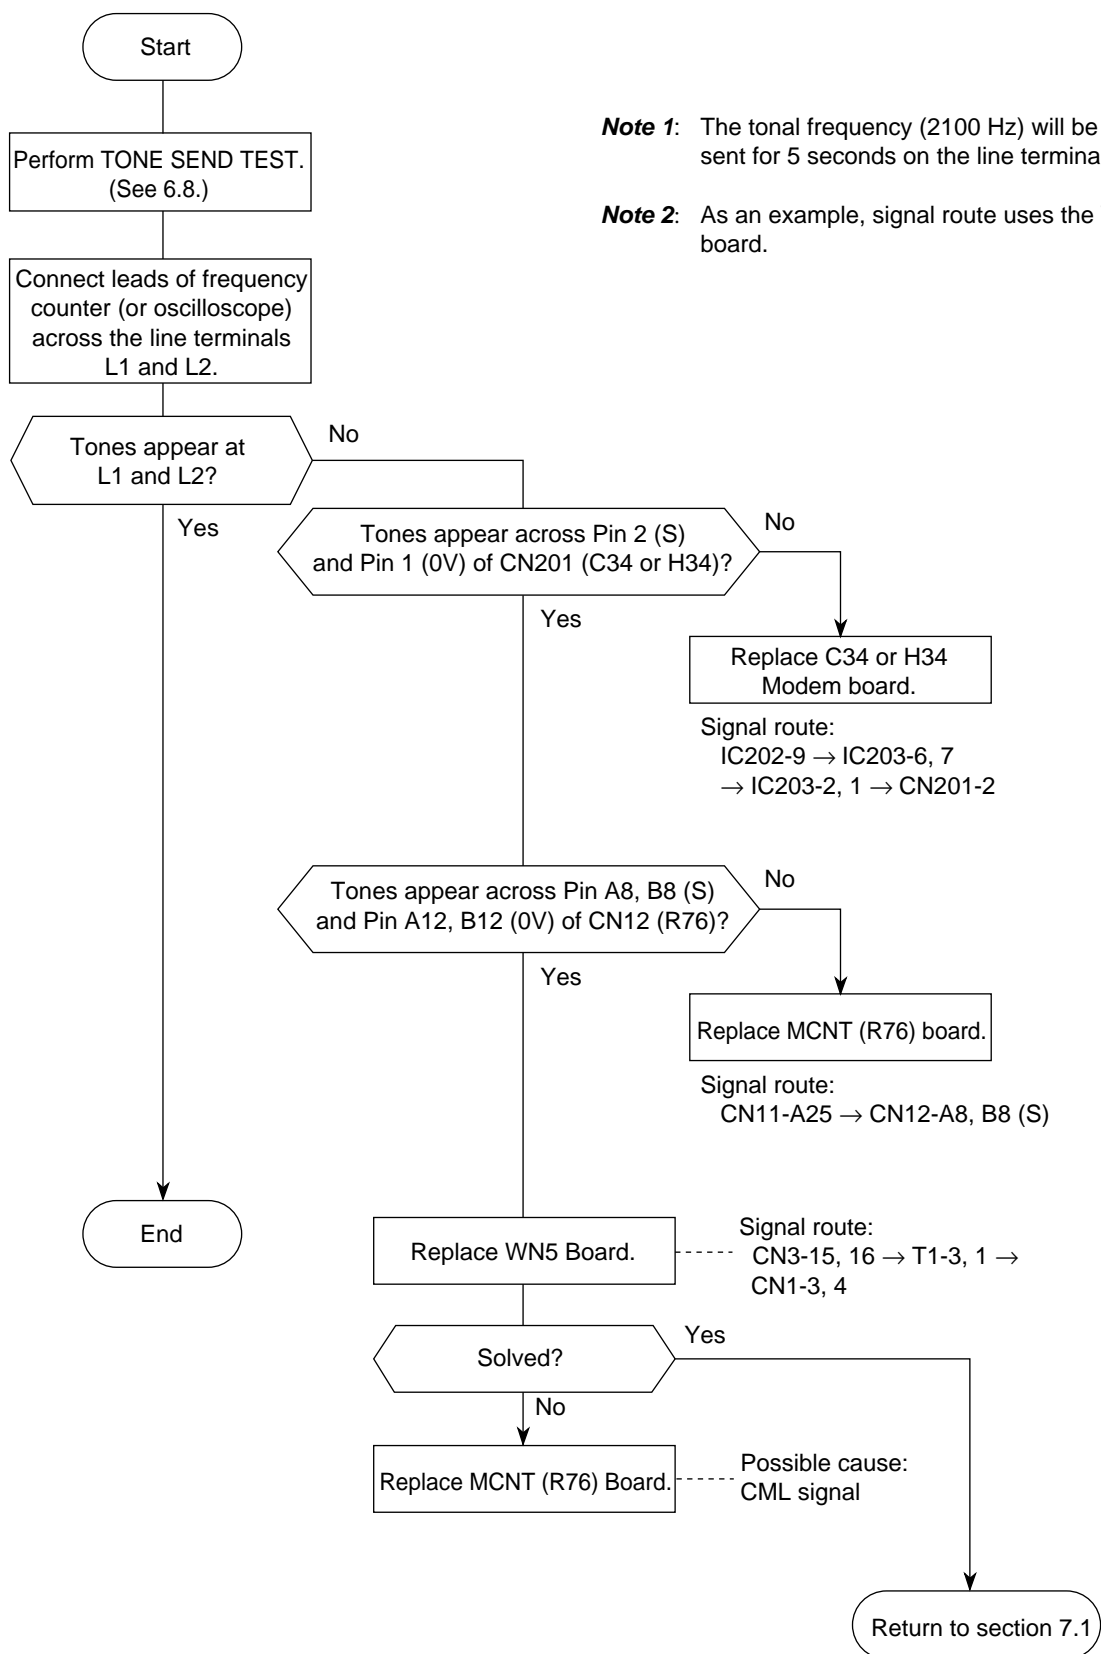 Start
Perform TONE SEND TEST.
(See 6.8.)
Note 1: The tonal frequency (2100 Hz) will be
sent for 5 seconds on the line
Note 2: As an example, signal route uses the
board.
Connect leads of frequency
counter (or oscilloscope)
across the line terminals
L1 and L2.
Tones appear at
L1 and L2?
No
Yes
Tones appear across Pin 2 (S)
and Pin 1 (0V) of CN201 (C34 or H34)?
No
Yes
Replace C34 or H34
Modem board.
Signal route:
IC202-9 → IC203-6, 7
→ IC203-2, 1 → CN201-2
Tones appear across Pin A8, B8 (S)
and Pin A12, B12 (0V) of CN12 (R76)?
No
Yes
Replace MCNT (R76) board.
Signal route:
CN11-A25 → CN12-A8, B8 (S)
End
Replace WN5 Board.
Signal route:
CN3-15, 16 → T1-3, 1 →
CN1-3, 4
Solved?
Yes
No
Replace MCNT (R76) Board.
Possible cause:
CML signal
Return to section 7.1